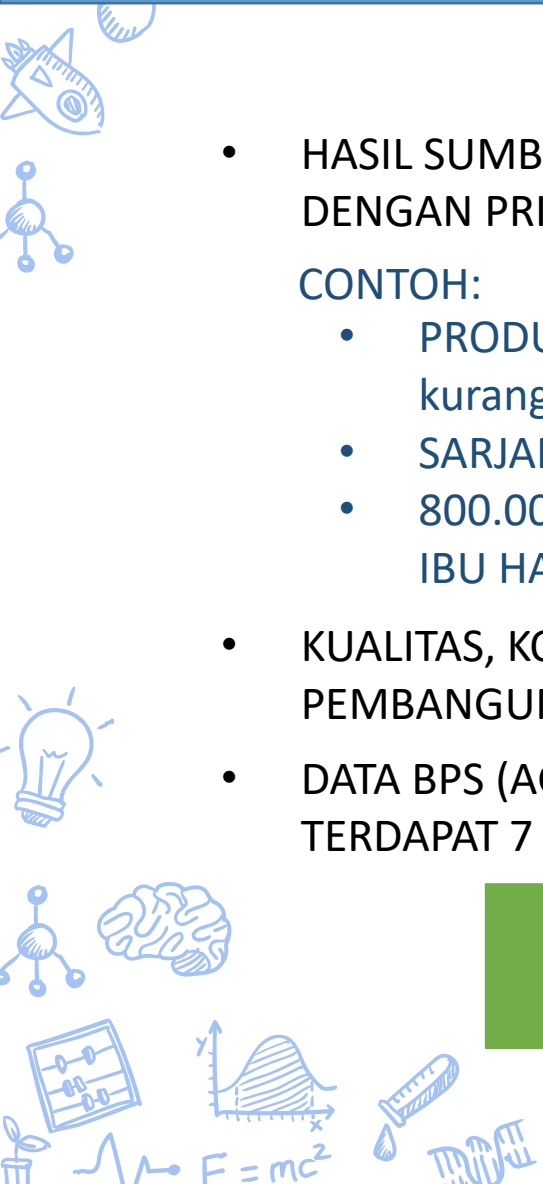 • HASIL SUMB
DENGAN PRI
CONTOH:
• PRODU
kurang
• SARJA
• 800.00
IBU HA
• KUALITAS, KO
PEMBANGU
• DATA BPS (A
TERDAPAT 7
y
x
F = mc²